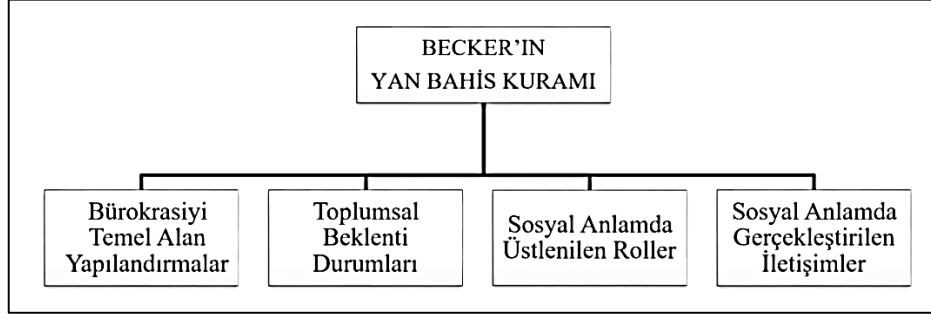 BECKER'IN
YAN BAHİS KURAMI
Bürokrasiyi
Temel Alan
Yapılandırmalar
Toplumsal
Beklenti
Durumları
Sosyal Anlamda
Üstlenilen Roller
Sosyal Anlamda
Gerçekleştirilen
İletişimler